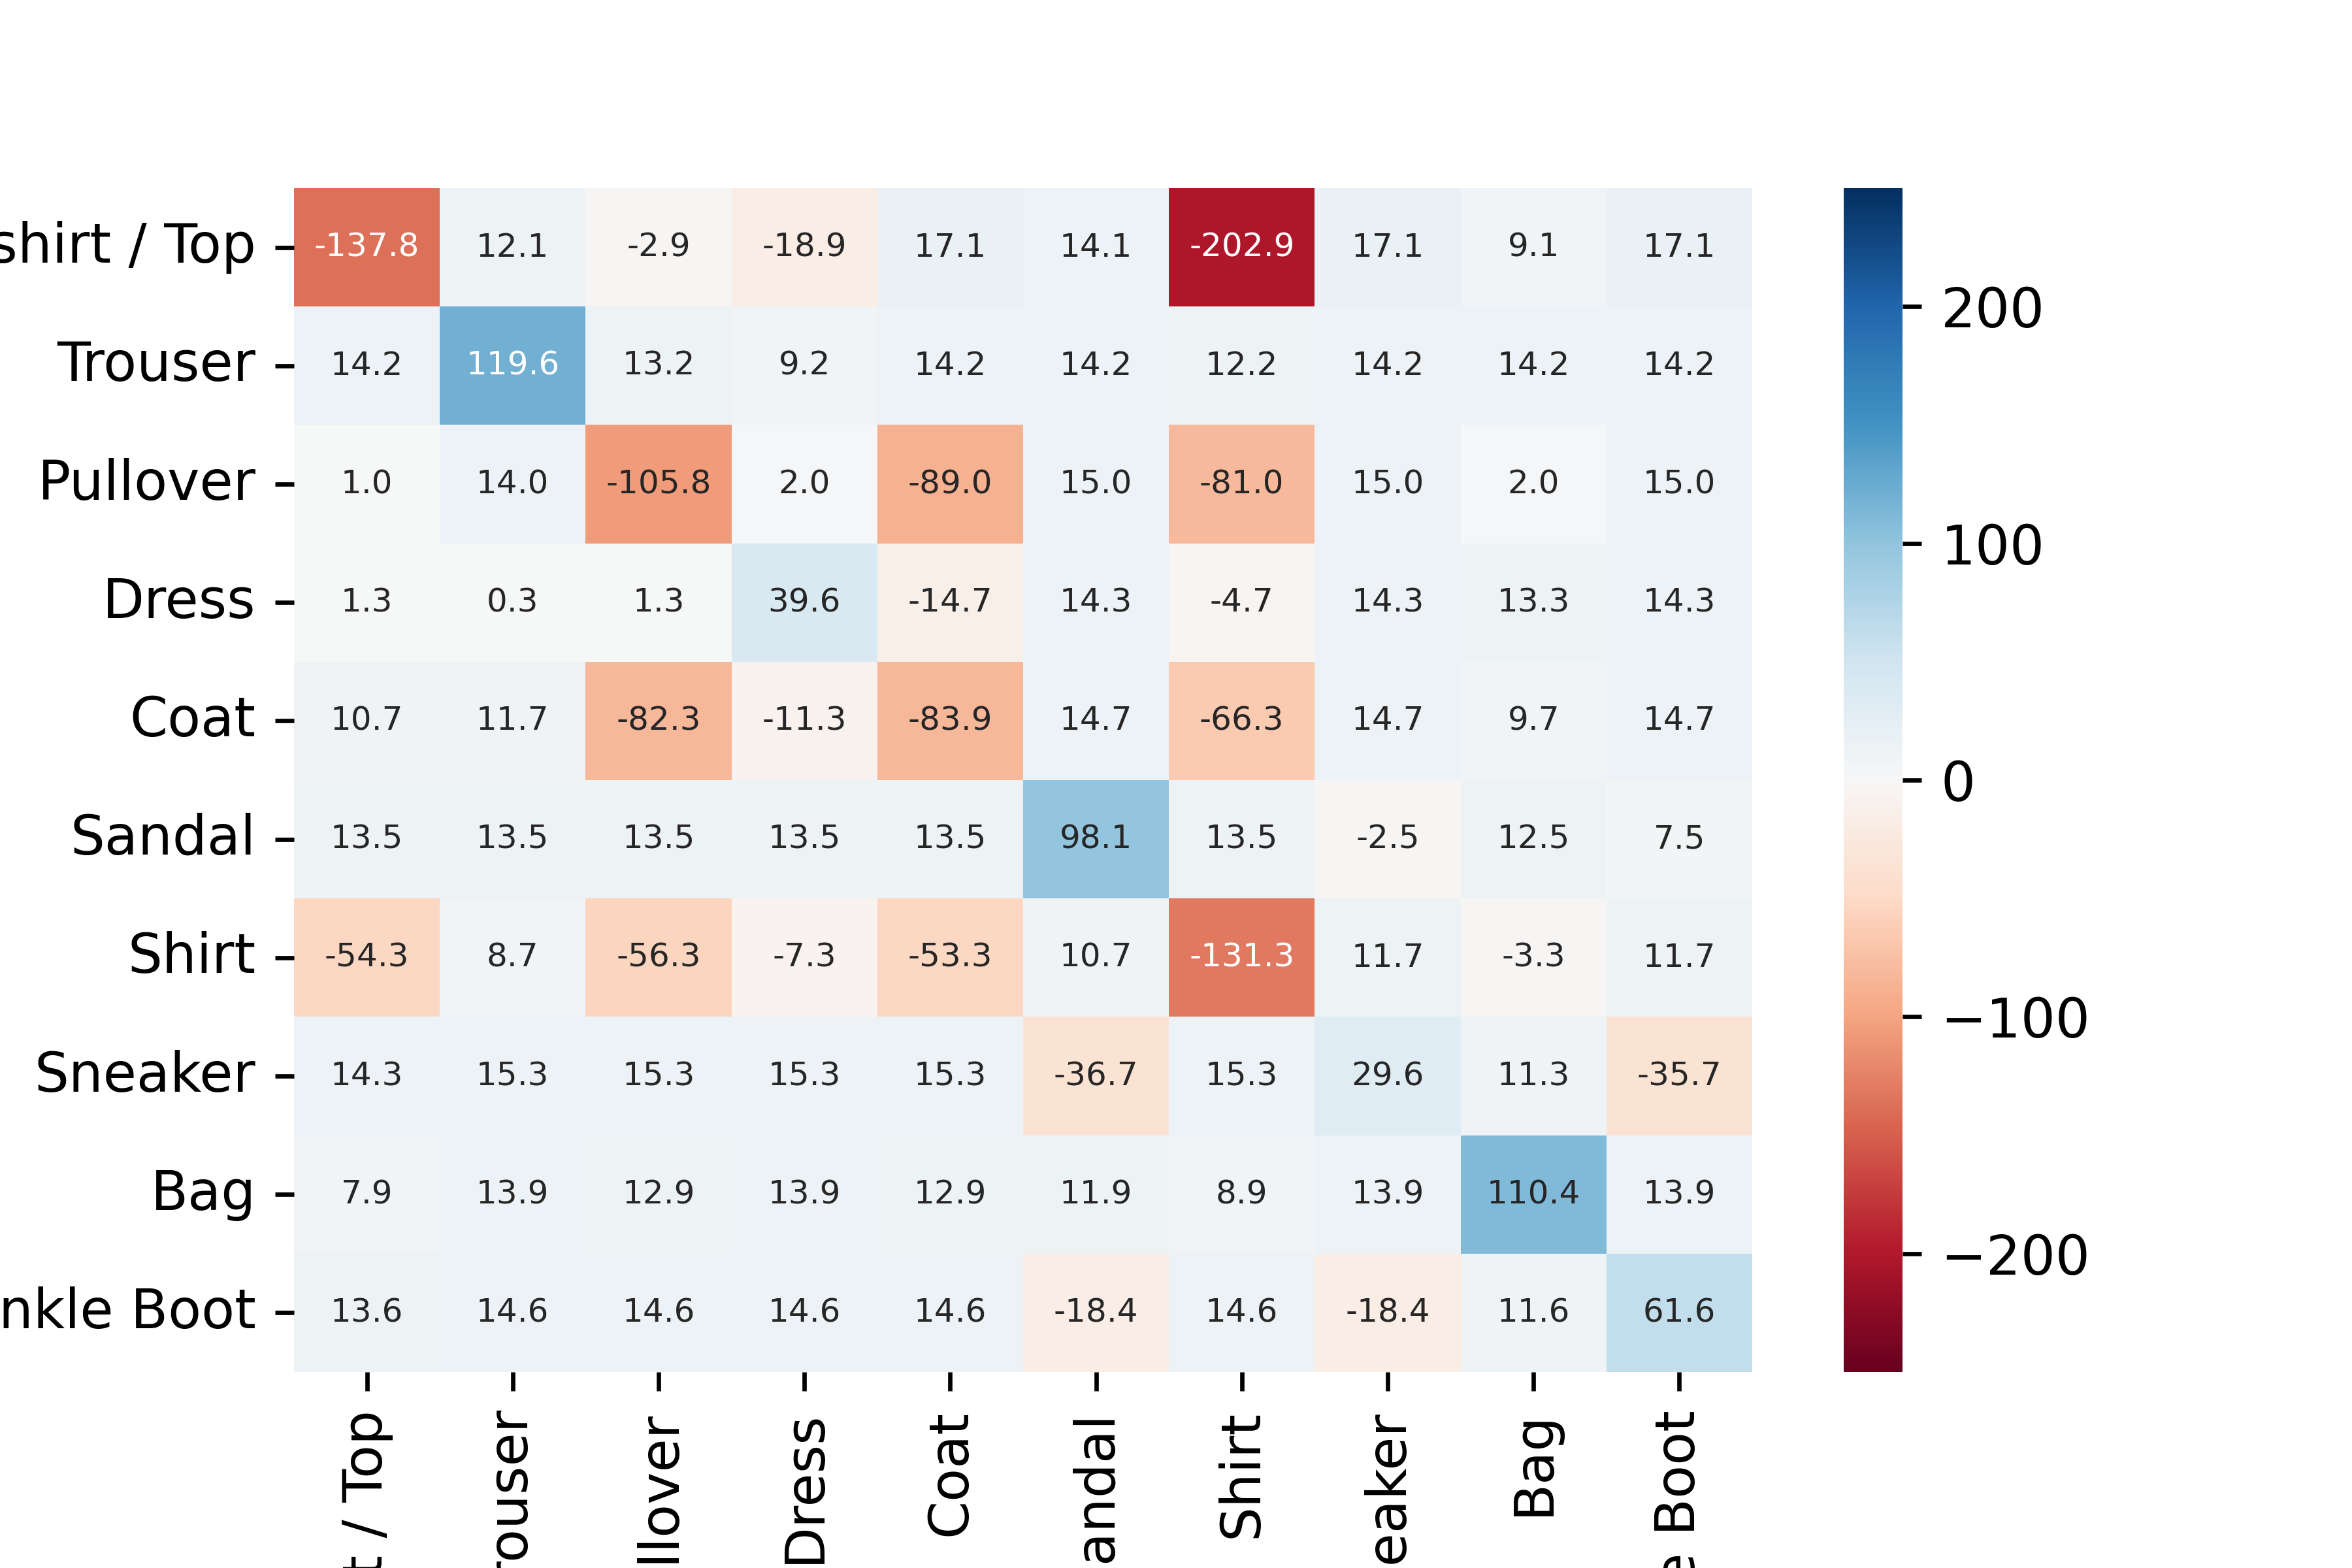 shirt / Top -137.8 12.1 -2.9 -18.9 17.1 14.1 -202.9 17.1 9.1 17.1
Trouser 14.2 119.6 13.2 9.2 14.2 14.2 12.2 14.2 14.2 14.2
Pullover 1.0 14.0 -105.8 2.0 -89.0 15.0 -81.0 15.0 2.0 15.0
Dress 1.3 0.3 1.3 39.6 -14.7 14.3 -4.7 14.3 13.3 14.3
Coat 10.7 11.7 -82.3 -11.3 -83.9 14.7 -66.3 14.7 9.7 14.7
Sandal 13.5 13.5 13.5 13.5 13.5 98.1 13.5 -2.5 12.5 7.5
Shirt -54.3 8.7 -56.3 -7.3 -53.3 10.7 -131.3 11.7 -3.3 11.7
Sneaker 14.3 15.3 15.3 15.3 15.3 -36.7 15.3 29.6 11.3 -35.7
Bag 7.9 13.9 12.9 13.9 12.9 11.9 8.9 13.9 110.4 13.9
nkle Boot 13.6 14.6 14.6 14.6 14.6 -18.4 14.6 -18.4 11.6 61.6
t / Top
rouser
llover
Dress
Coat
andal
Shirt
eaker
Bag
e Boot
200
100
0
−100
−200